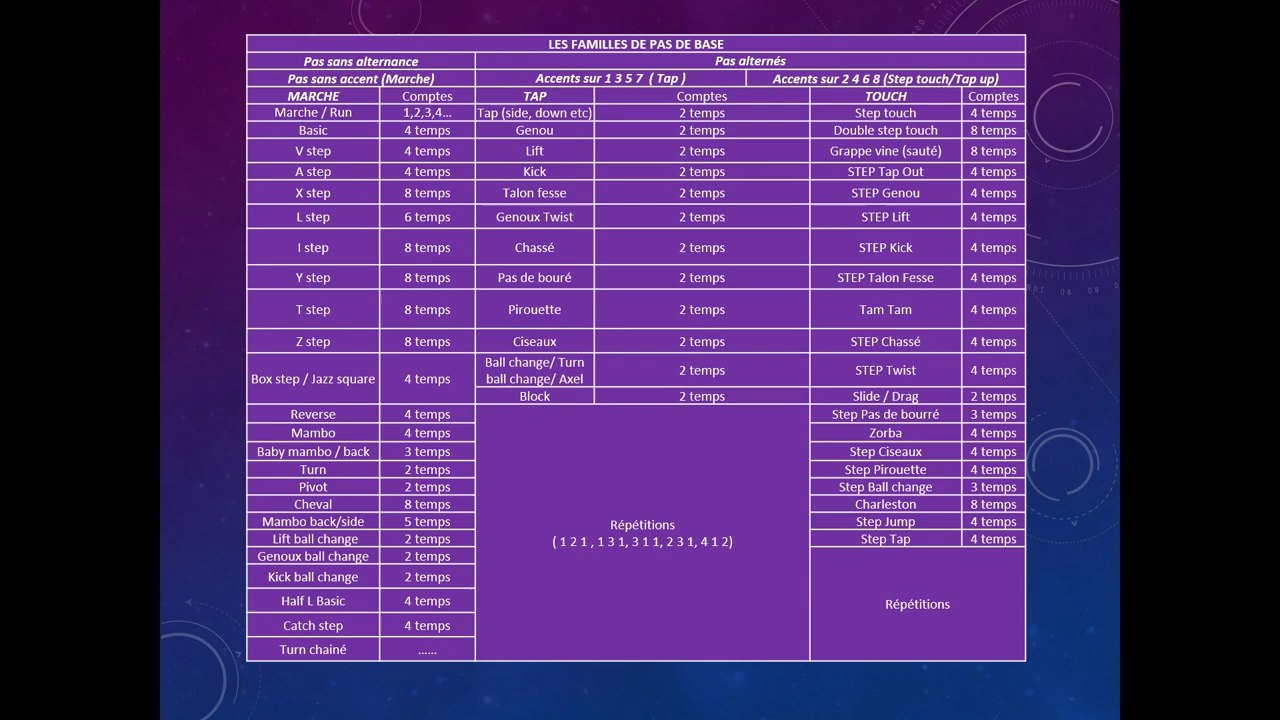 LES FAMILLES DE PAS DE BASE
Pas sans alternance Pas alternés
Pas sans accent (Marche) Accents sur 1 3 5 7 ( Tap ) Accents sur 2 4 6 8 (Step touch/Tap up)
MARCHE Comptes TAP Comptes TOUCH Comptes
Marche / Run 1,2,3,4... Tap (side, down etc) 2 temps Step touch 4 temps
Basic 4 temps Genou 2 temps Double step touch 8 temps
V step 4 temps Lift 2 temps Grappe vine (sauté) 8 temps
A step 4 temps Kick 2 temps STEP Tap Out 4 temps
X step 8 temps Talon fesse 2 temps STEP Genou 4 temps
L step 6 temps Genoux Twist 2 temps STEP Lift 4 temps
I step 8 temps Chassé 2 temps STEP Kick 4 temps
Y step 8 temps Pas de bouré 2 temps STEP Talon Fesse 4 temps
T step 8 temps Pirouette 2 temps Tam Tam 4 temps
Z step 8 temps Ciseaux 2 temps STEP Chassé 4 temps
Box step / Jazz square 4 temps Ball change/ Turn
ball change/ Axel 2 temps STEP Twist 4 temps
Block 2 temps Slide / Drag 2 temps
Reverse 4 temps Step Pas de bourré 3 temps
Mambo 4 temps Zorba 4 temps
Baby mambo / back 3 temps Step Ciseaux 4 temps
Turn 2 temps Step Pirouette 4 temps
Pivot 2 temps Step Ball change 3 temps
Cheval 8 temps Charleston 8 temps
Mambo back/side 5 temps Step Jump 4 temps
Lift ball change 2 temps Step Tap 4 temps
Genoux ball change 2 temps
Kick ball change 2 temps
Half L Basic 4 temps
Catch step 4 temps
Turn chainé ......
Répétitions
( 1 2 1 , 1 3 1, 3 1 1, 2 3 1, 4 1 2)
Répétitions